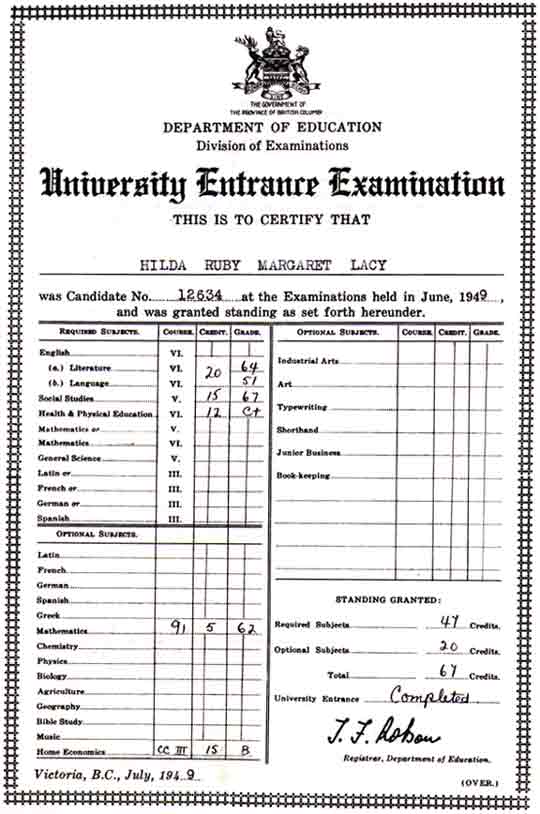 THE GOVERNMENT OF
THE PROVINCE OF BRITISH COLUMBIA
DEPARTMENT OF EDUCATION
Division of Examinations
University Entrance Examination
THIS IS TO CERTIFY THAT
HILDA RUBY MARGARET LACY
was Candidate No. 12634 at the Examinations held in June, 1949,
and was granted standing as set forth hereunder.
REQUIRED SUBJECTS. COURSE. CREDIT. GRADE.
English VI.
(a.) Literature VI. 20 64
(b.) Language VI. 51
Social Studies V. 15 67
Health & Physical Education VI. 12 C+
Mathematics or V.
Mathematics VI.
General Science V.
Latin or III.
French or III.
German or III.
Spanish III.
OPTIONAL SUBJECTS.
Latin
French
German
Spanish
Greek
Mathematics 91 5 62
Chemistry
Physics
Biology
Agriculture
Geography
Bible Study
Music
Home Economics CC III 15 B
OPTIONAL SUBJECTS. COURSE. CREDIT. GRADE.
Industrial Arts
Art
Typewriting
Shorthand
Junior Business
Book-keeping
STANDING GRANTED:
Required Subjects 47 Credits.
Optional Subjects 20 Credits.
Total 67 Credits.
University Entrance Completed
T. F. Robson
Registrar, Department of Education.
Victoria, B.C., July, 1949.
(OVER.)